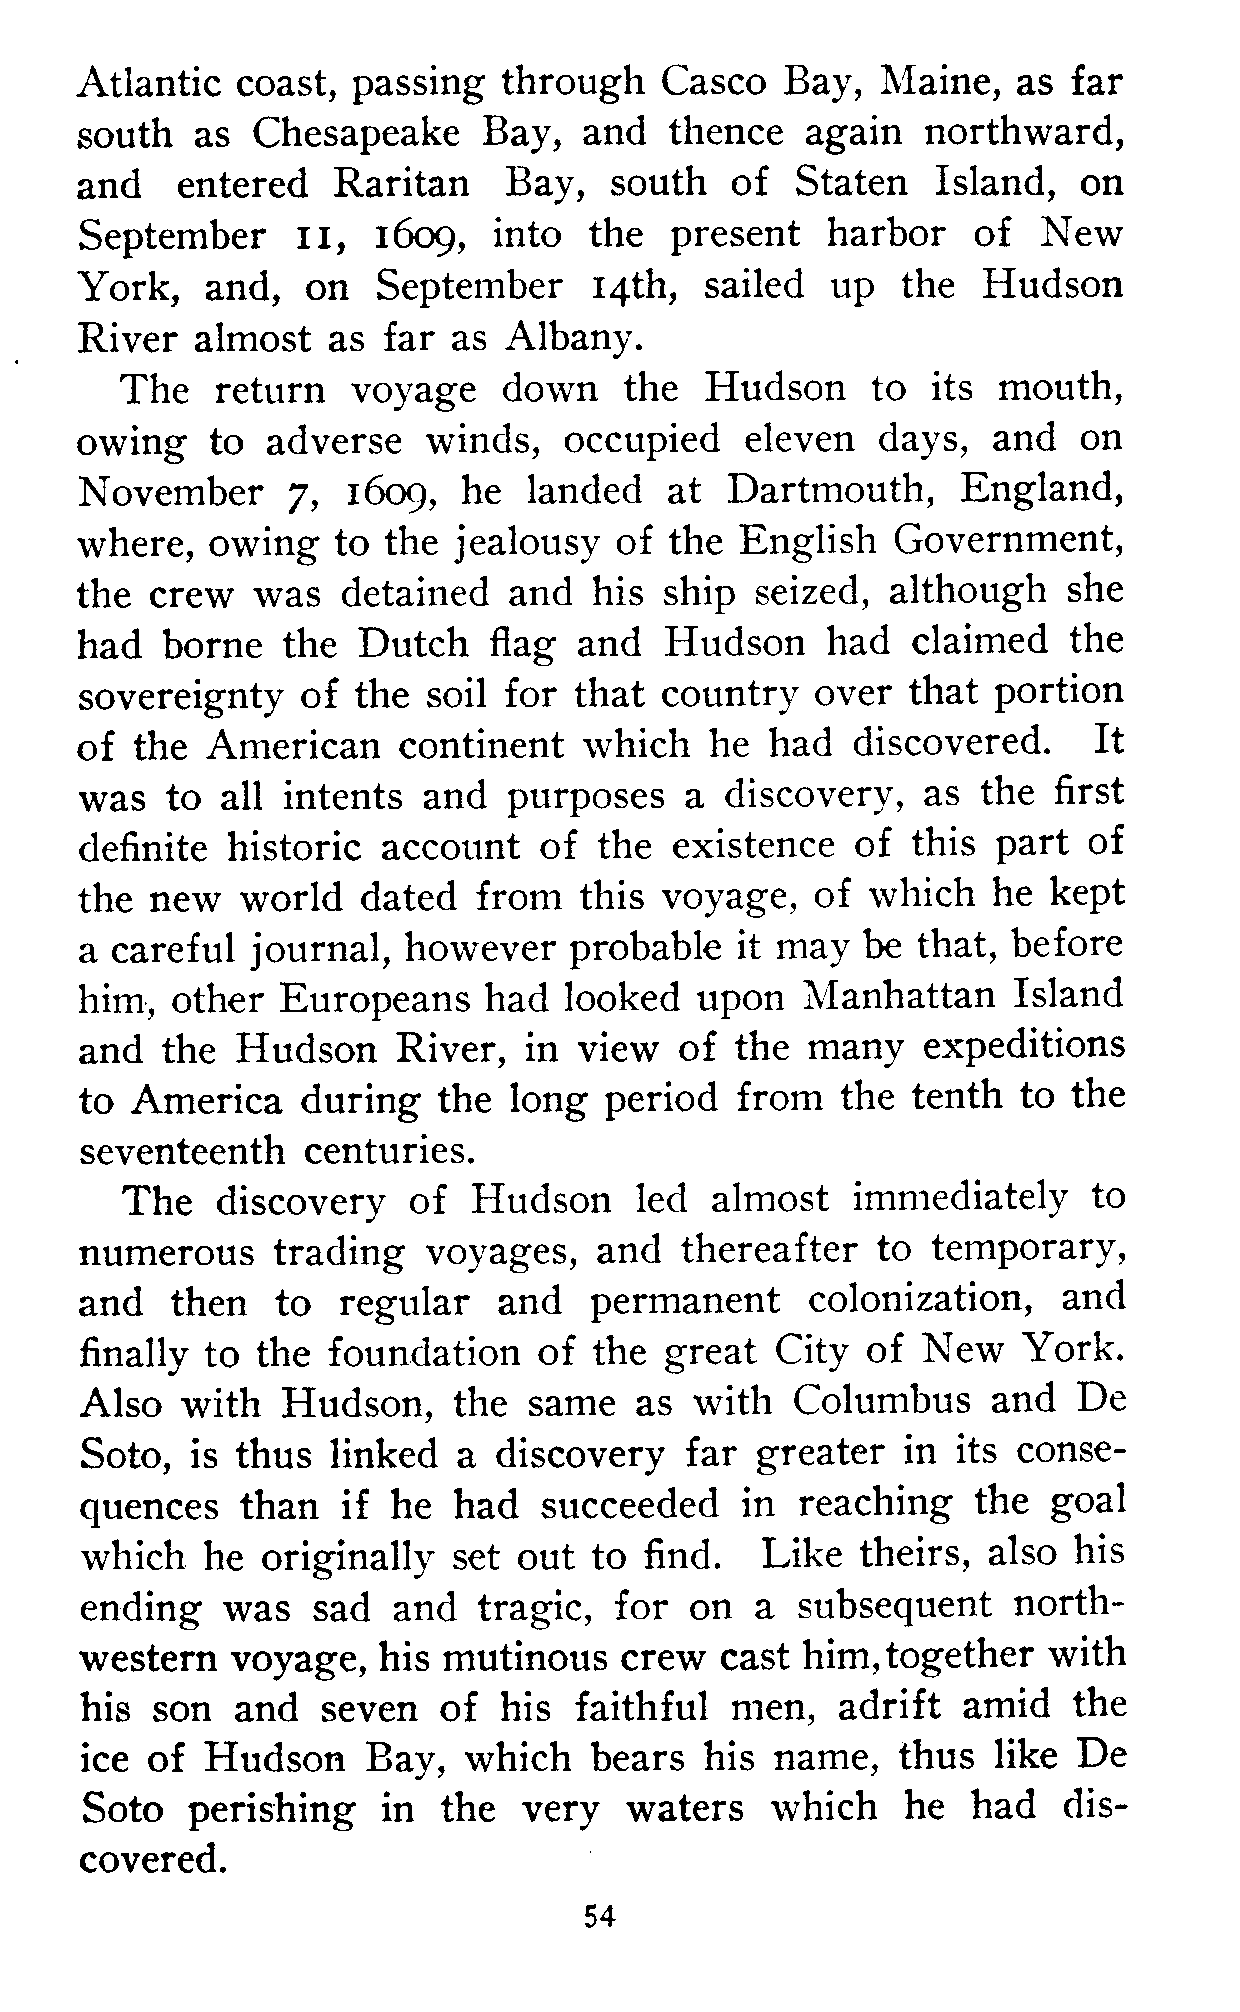 Atlantic coast, passing through Casco Bay, Maine, as far
south as Chesapeake Bay, and thence again northward,
and entered Raritan Bay, south of Staten Island, on
September 11, 1609, into the present harbor of New
York, and, on September 14th, sailed up the Hudson
River almost as far as Albany.
The return voyage down the Hudson to its mouth,
owing to adverse winds, occupied eleven days, and on
November 7, 1609, he landed at Dartmouth, England,
where, owing to the jealousy of the English Government,
the crew was detained and his ship seized, although she
had borne the Dutch flag and Hudson had claimed the
sovereignty of the soil for that country over that portion
of the American continent which he had discovered. It
was to all intents and purposes a discovery, as the first
definite historic account of the existence of this part of
the new world dated from this voyage, of which he kept
a careful journal, however probable it may be that, before
him, other Europeans had looked upon Manhattan Island
and the Hudson River, in view of the many expeditions
to America during the long period from the tenth to the
seventeenth centuries.
The discovery of Hudson led almost immediately to
numerous trading voyages, and thereafter to temporary,
and then to regular and permanent colonization, and
finally to the foundation of the great City of New York.
Also with Hudson, the same as with Columbus and De
Soto, is thus linked a discovery far greater in its conse-
quences than if he had succeeded in reaching the goal
which he originally set out to find. Like theirs, also his
ending was sad and tragic, for on a subsequent north-
western voyage, his mutinous crew cast him, together with
his son and seven of his faithful men, adrift amid the
ice of Hudson Bay, which bears his name, thus like De
Soto perishing in the very waters which he had dis-
covered.
54